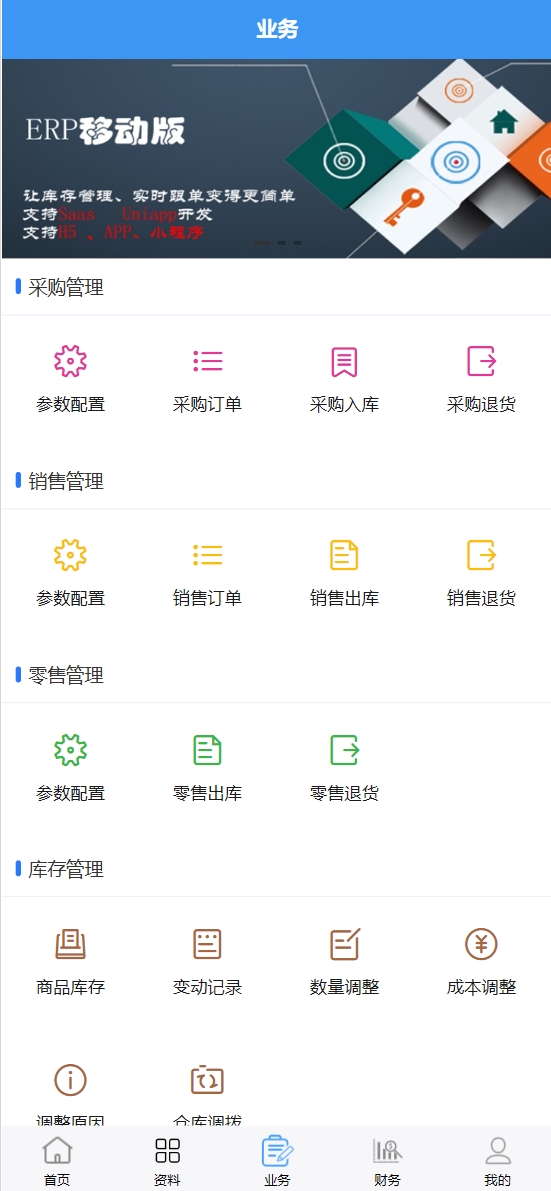 业务
ERP移动版
让库存管理、实时跟单变得更简单
支持Saas Uniapp开发
支持H5 、APP、小程序
采购管理
参数配置 采购订单 采购入库 采购退货
销售管理
参数配置 销售订单 销售出库 销售退货
零售管理
参数配置 零售出库 零售退货
库存管理
商品库存 变动记录 数量调整 成本调整
调整原因 仓库调拨
首页 资料 业务 财务 我的